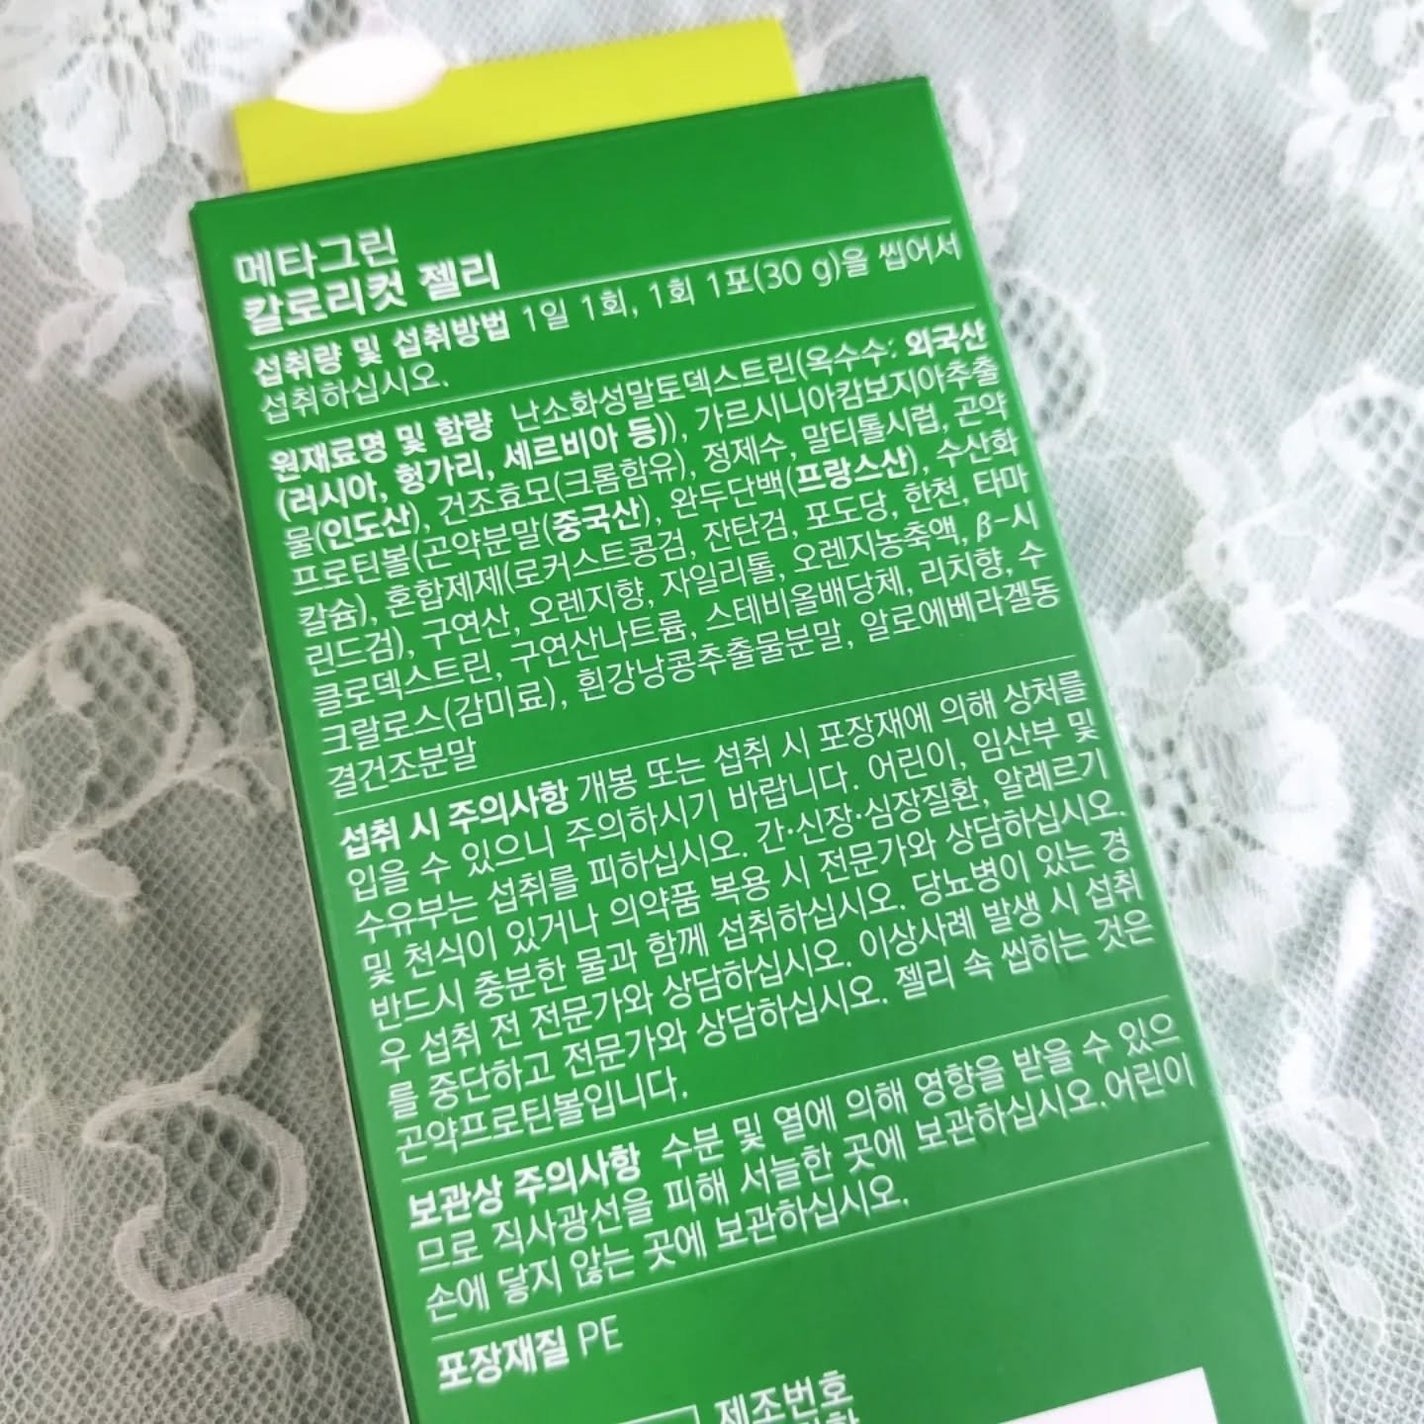 메타그린
칼로리컷 젤리
섭취량 및 섭취방법 1일 1회, 1회 1포(30 g)을 씹어서
섭취하십시오.
원재료명 및 함량 난소화성말토덱스트린(옥수수: 외국산
(러시아, 헝가리, 세르비아 등)), 가르시니아캄보지아추출
물(인도산), 건조효모(크롬함유), 정제수, 말티톨시럽, 곤약
프로틴볼(곤약분말(중국산), 완두단백(프랑스산), 수산화
칼슘), 혼합제제(로커스트콩검, 잔탄검, 포도당, 한천, 타마
린드검), 구연산, 오렌지향, 자일리톨, 오렌지농축액, β-시
클로덱스트린, 구연산나트륨, 스테비올배당체, 리치향, 수
크랄로스(감미료), 흰강낭콩추출물분말, 알로에베라겔동
결건조분말
섭취 시 주의사항 개봉 또는 섭취 시 포장재에 의해 상처를
입을 수 있으니 주의하시기 바랍니다. 어린이, 임산부 및
수유부는 섭취를 피하십시오. 간·신장·심장질환, 알레르기
및 천식이 있거나 의약품 복용 시 전문가와 상담하십시오.
반드시 충분한 물과 함께 섭취하십시오. 당뇨병이 있는 경
우 섭취 전 전문가와 상담하십시오. 이상사례 발생 시 섭취
를 중단하고 전문가와 상담하십시오. 젤리 속 씹히는 것은
곤약프로틴볼입니다.
보관상 주의사항 수분 및 열에 의해 영향을 받을 수 있으
므로 직사광선을 피해 서늘한 곳에 보관하십시오.어린이
손에 닿지 않는 곳에 보관하십시오.
포장재질 PE
제조번호